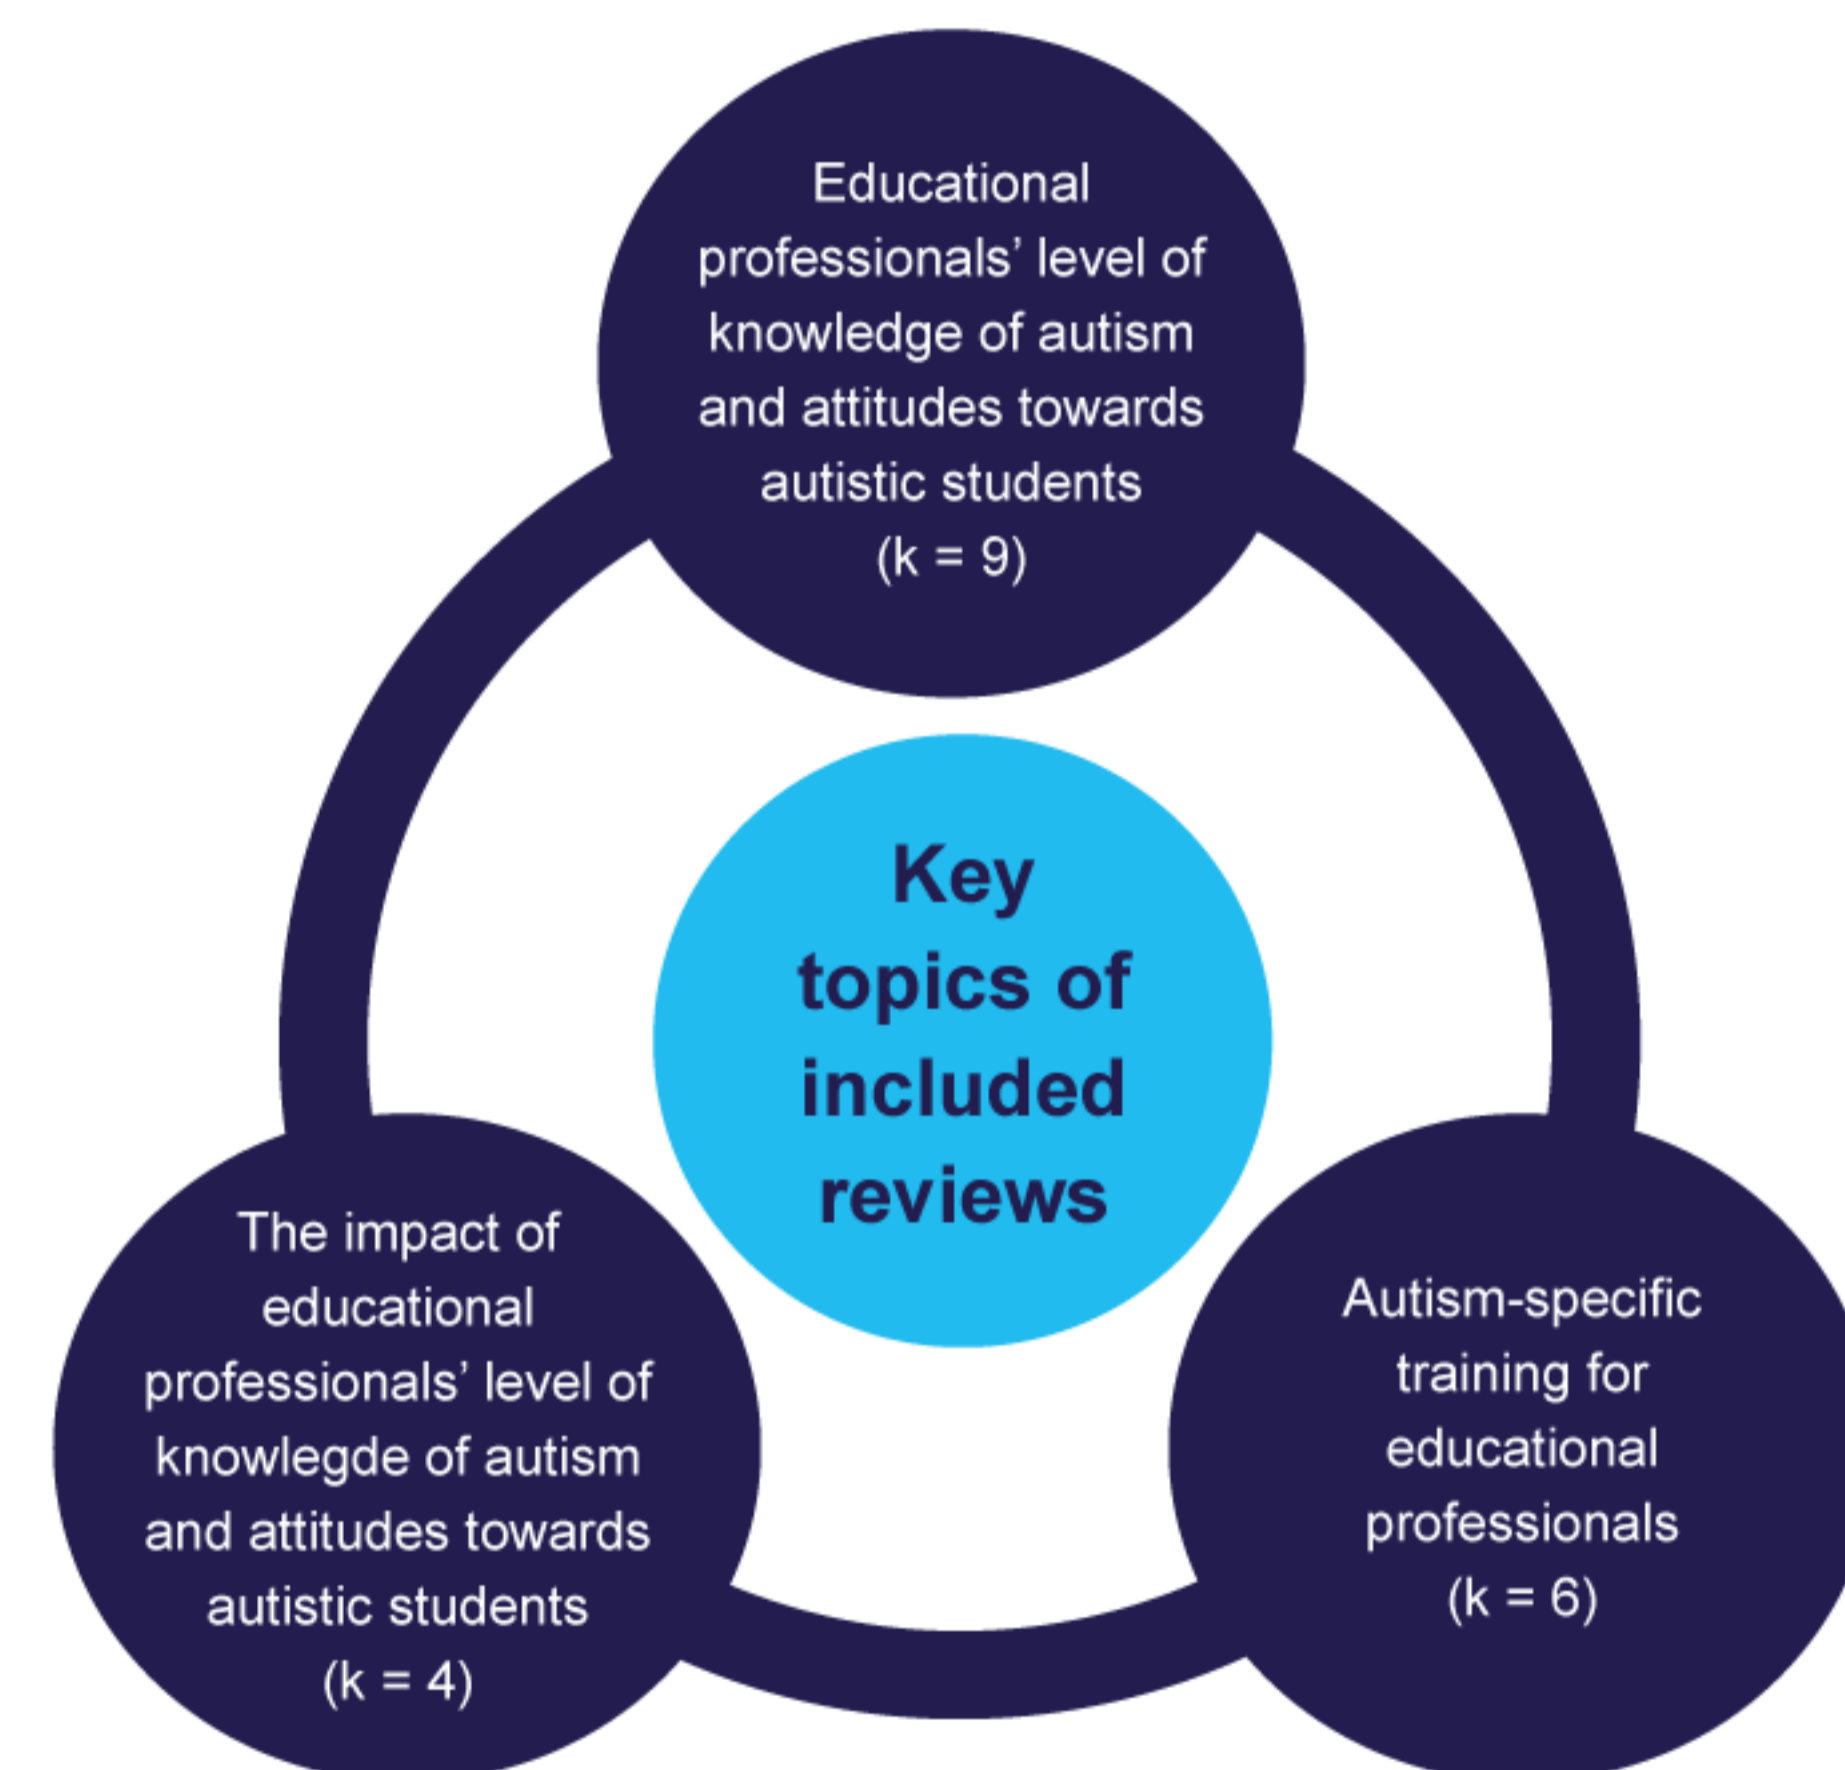 Educational
professionals’ level of
knowledge of autism
and attitudes towards
autistic students
(k = 9)
Key
topics of
included
reviews
The impact of
educational
professionals’ level of
knowlegde of autism
and attitudes towards
autistic students
(k = 4)
Autism-specific
training for
educational
professionals
(k = 6)